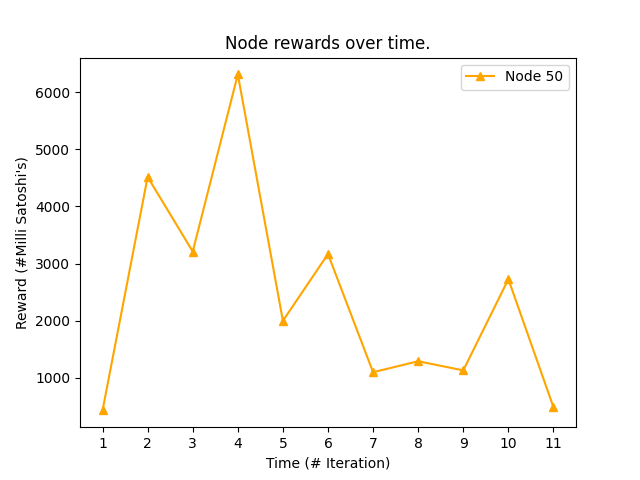 Node rewards over time.
Node 50
Reward (#Milli Satoshi's)
6000
5000
4000
3000
2000
1000
1 2 3 4 5 6 7 8 9 10 11
Time (# Iteration)